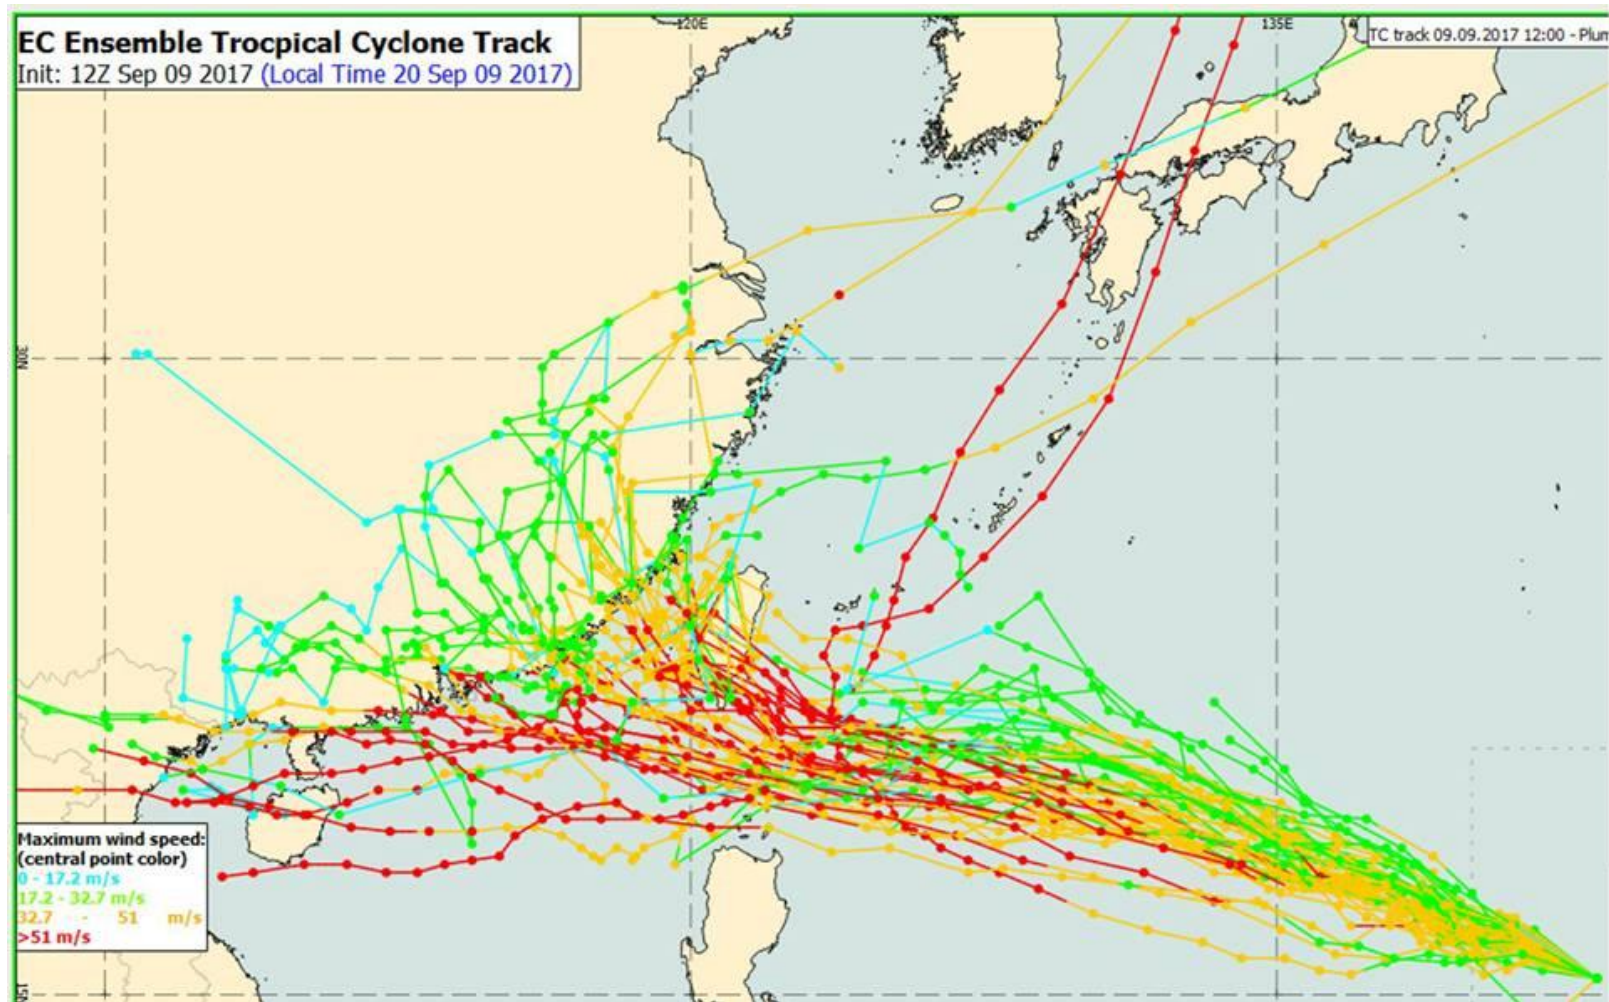 EC Ensemble Trocpical Cyclone Track
Init: 12Z Sep 09 2017 (Local Time 20 Sep 09 2017)
120E
135E
TC track 09.09.2017 12:00 - Plum
30N
Maximum wind speed:
(central point color)
0 - 17.2 m/s
17.2 - 32.7 m/s
32.7 - 51 m/s
>51 m/s
15N